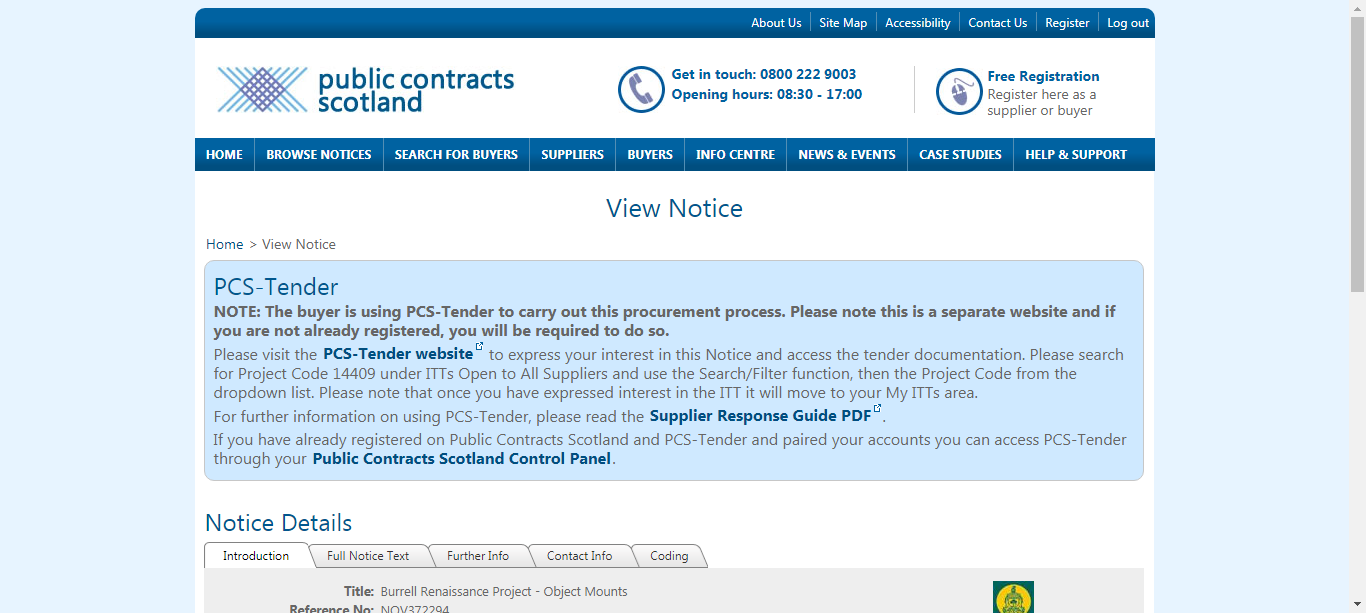 About Us Site Map Accessibility Contact Us Register Log out
public contracts
scotland
Get in touch: 0800 222 9003
Opening hours: 08:30 - 17:00
Free Registration
Register here as a
supplier or buyer
HOME BROWSE NOTICES SEARCH FOR BUYERS SUPPLIERS BUYERS INFO CENTRE NEWS & EVENTS CASE STUDIES HELP & SUPPORT
View Notice
Home > View Notice
PCS-Tender
NOTE: The buyer is using PCS-Tender to carry out this procurement process. Please note this is a separate website and if
you are not already registered, you will be required to do so.
Please visit the PCS-Tender website to express your interest in this Notice and access the tender documentation. Please search
for Project Code 14409 under ITTs Open to All Suppliers and use the Search/Filter function, then the Project Code from the
dropdown list. Please note that once you have expressed interest in the ITT it will move to your My ITTs area.
For further information on using PCS-Tender, please read the Supplier Response Guide PDF.
If you have already registered on Public Contracts Scotland and PCS-Tender and paired your accounts you can access PCS-Tender
through your Public Contracts Scotland Control Panel.
Notice Details
Introduction Full Notice Text Further Info Contact Info Coding
Title: Burrell Renaissance Project - Object Mounts
Reference No: NOV372294